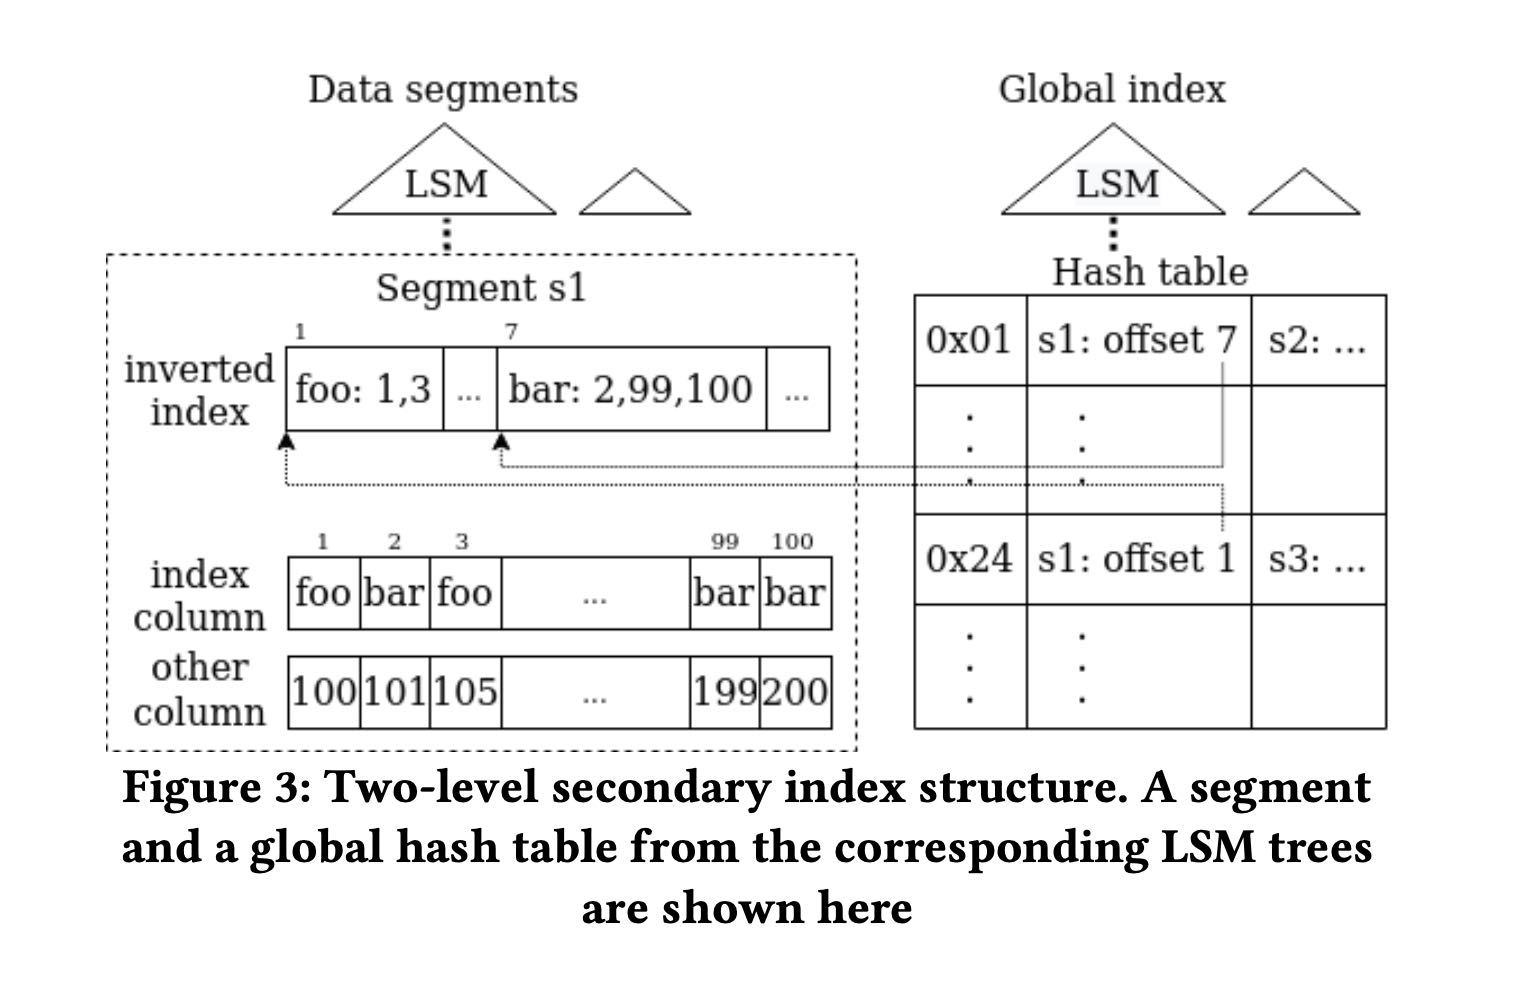 Data segments
Global index
LSM
LSM
Segment s1
Hash table
1 7
inverted index
foo: 1,3 ... bar: 2,99,100 ...
0x01 s1: offset 7 s2: ...
0x24 s1: offset 1 s3: ...
1 2 3 99 100
index column
foo bar foo ... bar bar
other column
100 101 105 ... 199 200
Figure 3: Two-level secondary index structure. A segment
and a global hash table from the corresponding LSM trees
are shown here